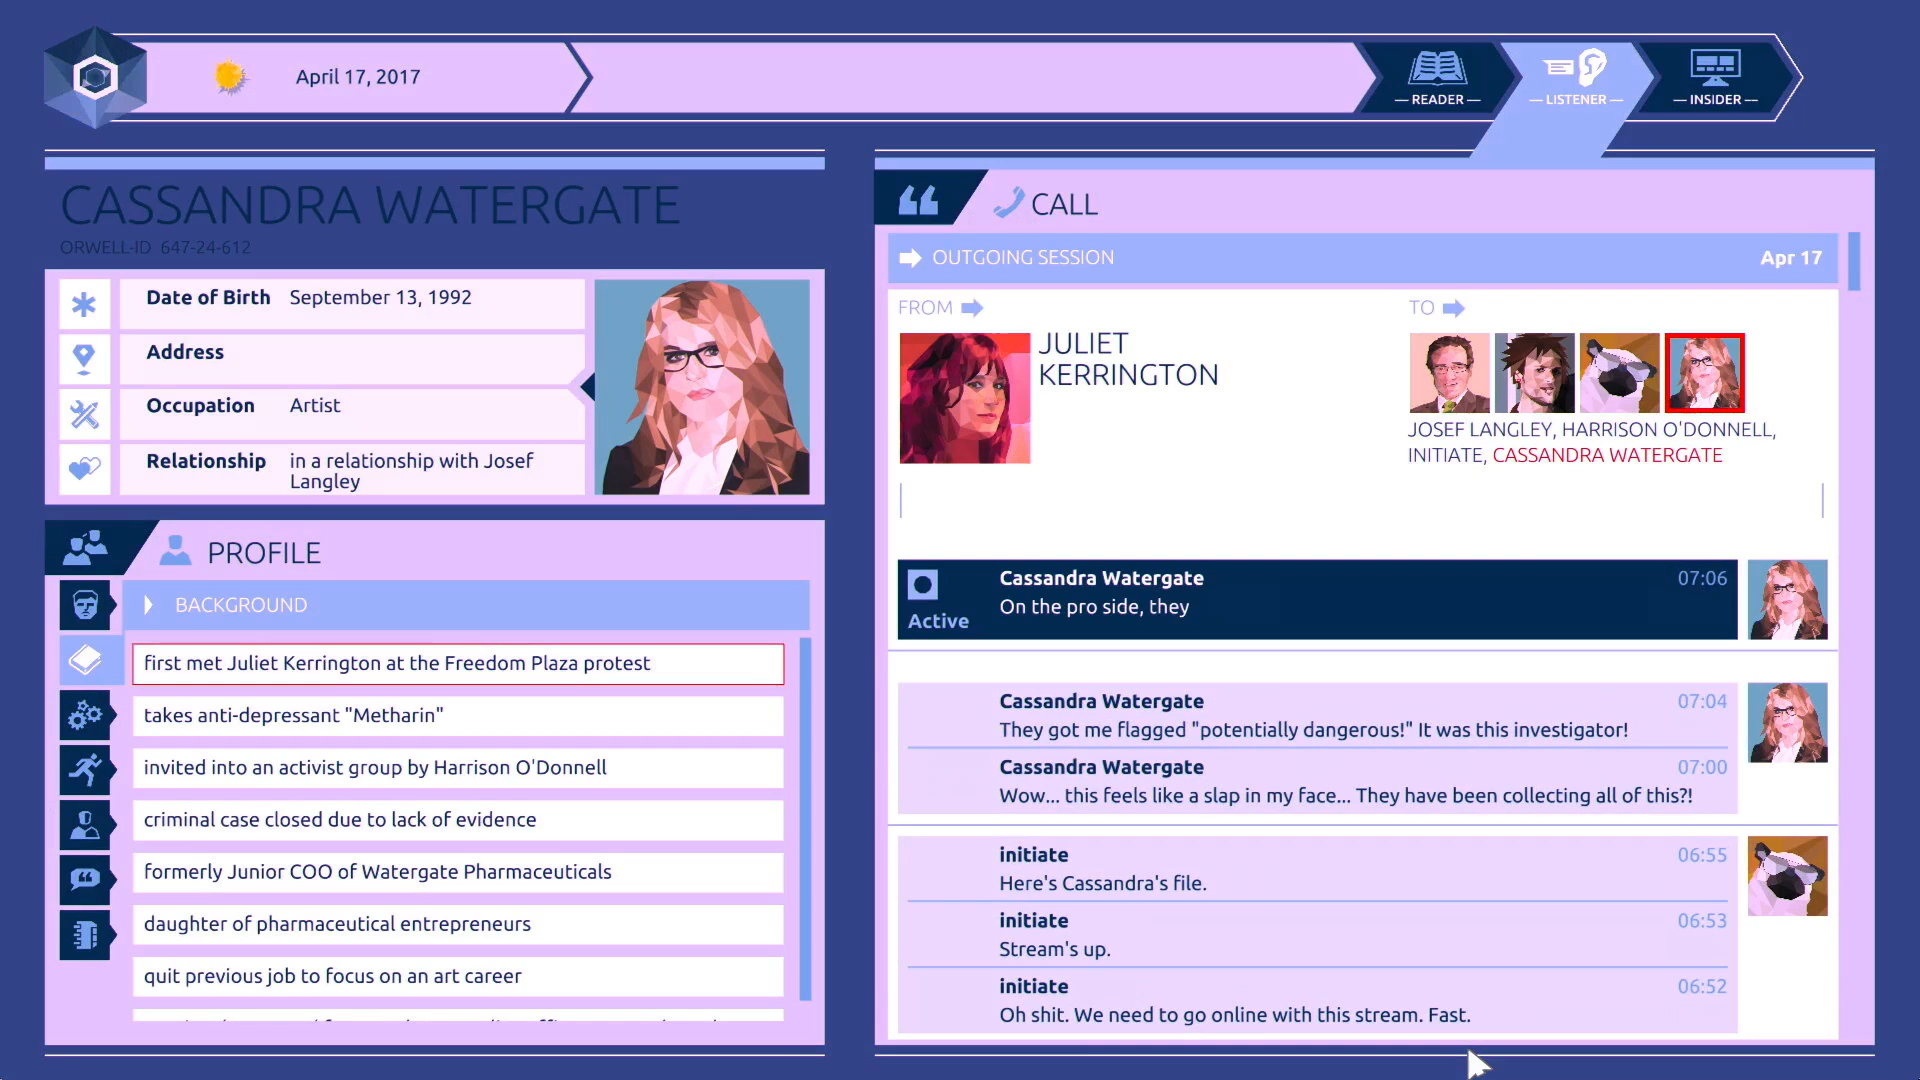 April 17, 2017
READER
LISTENER
INSIDER
CASSANDRA WATERGATE
ORWELL-ID 647-24-612
Date of Birth September 13, 1992
Address
Occupation Artist
Relationship in a relationship with Josef
Langley
PROFILE
BACKGROUND
first met Juliet Kerrington at the Freedom Plaza protest
takes anti-depressant "Metharin"
invited into an activist group by Harrison O'Donnell
criminal case closed due to lack of evidence
formerly Junior COO of Watergate Pharmaceuticals
daughter of pharmaceutical entrepreneurs
quit previous job to focus on an art career
CALL
OUTGOING SESSION Apr 17
FROM
TO
JULIET
KERRINGTON
JOSEF LANGLEY, HARRISON O'DONNELL,
INITIATE, CASSANDRA WATERGATE
Cassandra Watergate 07:06
On the pro side, they
Active
Cassandra Watergate 07:04
They got me flagged "potentially dangerous!" It was this investigator!
Cassandra Watergate 07:00
Wow... this feels like a slap in my face... They have been collecting all of this?!
initiate 06:55
Here's Cassandra's file.
initiate 06:53
Stream's up.
initiate 06:52
Oh shit. We need to go online with this stream. Fast.